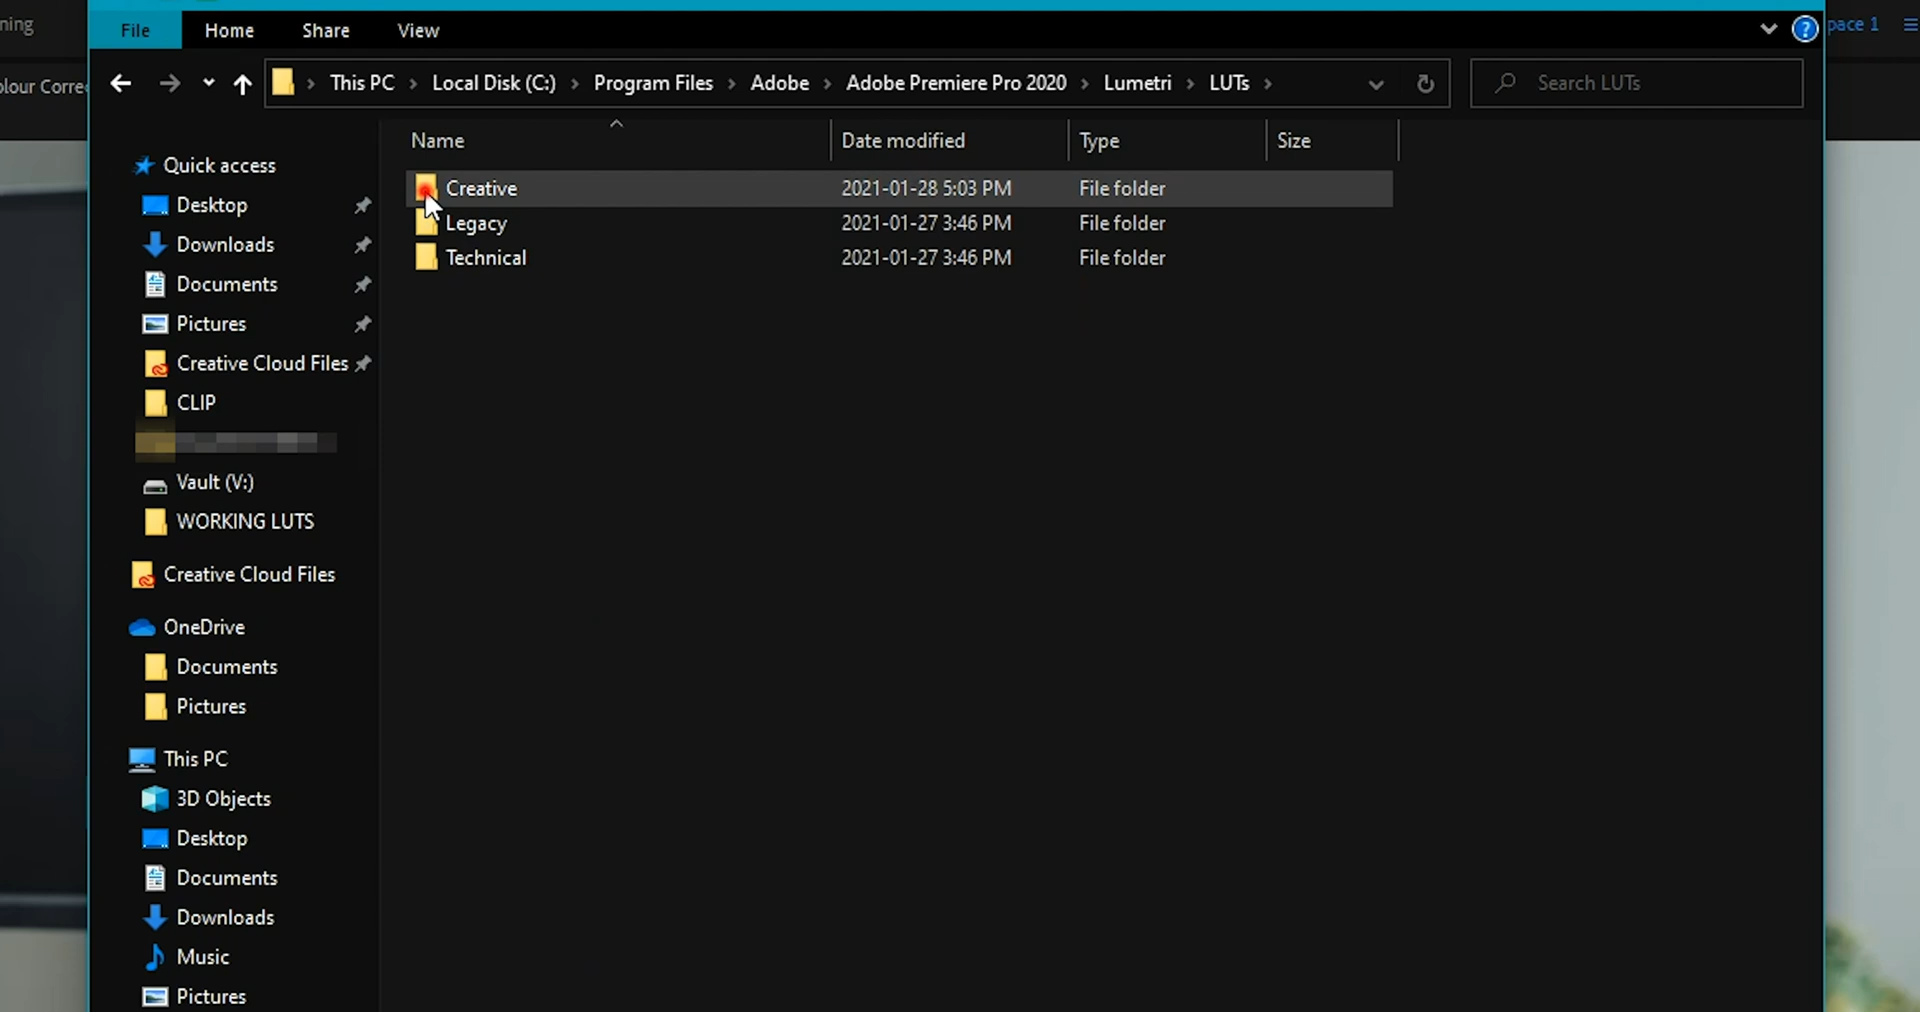 ning
pace 1
File Home Share View
olour Corre
This PC Local Disk (C:) Program Files Adobe Adobe Premiere Pro 2020 Lumetri LUTs
Search LUTs
Name Date modified Type Size
Quick access
Desktop
Downloads
Documents
Pictures
Creative Cloud Files
CLIP
Vault (V:)
WORKING LUTS
Creative Cloud Files
OneDrive
Documents
Pictures
This PC
3D Objects
Desktop
Documents
Downloads
Music
Pictures
Creative 2021-01-28 5:03 PM File folder
Legacy 2021-01-27 3:46 PM File folder
Technical 2021-01-27 3:46 PM File folder